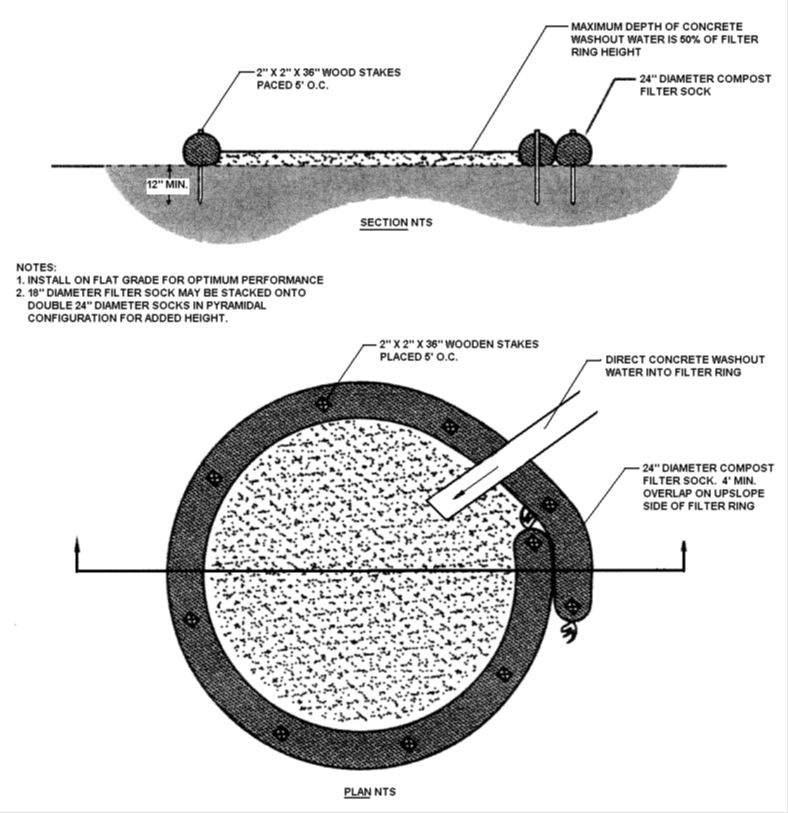 MAXIMUM DEPTH OF CONCRETE
WASHOUT WATER IS 50% OF FILTER
RING HEIGHT
2" X 2" X 36" WOOD STAKES
PACED 5' O.C.
24" DIAMETER COMPOST
FILTER SOCK
12" MIN.
SECTION NTS
NOTES:
1. INSTALL ON FLAT GRADE FOR OPTIMUM PERFORMANCE
2. 18" DIAMETER FILTER SOCK MAY BE STACKED ONTO
DOUBLE 24" DIAMETER SOCKS IN PYRAMIDAL
CONFIGURATION FOR ADDED HEIGHT.
2" X 2" X 36" WOODEN STAKES
PLACED 5' O.C.
DIRECT CONCRETE WASHOUT
WATER INTO FILTER RING
24" DIAMETER COMPOST
FILTER SOCK. 4' MIN.
OVERLAP ON UPSLOPE
SIDE OF FILTER RING
PLAN NTS